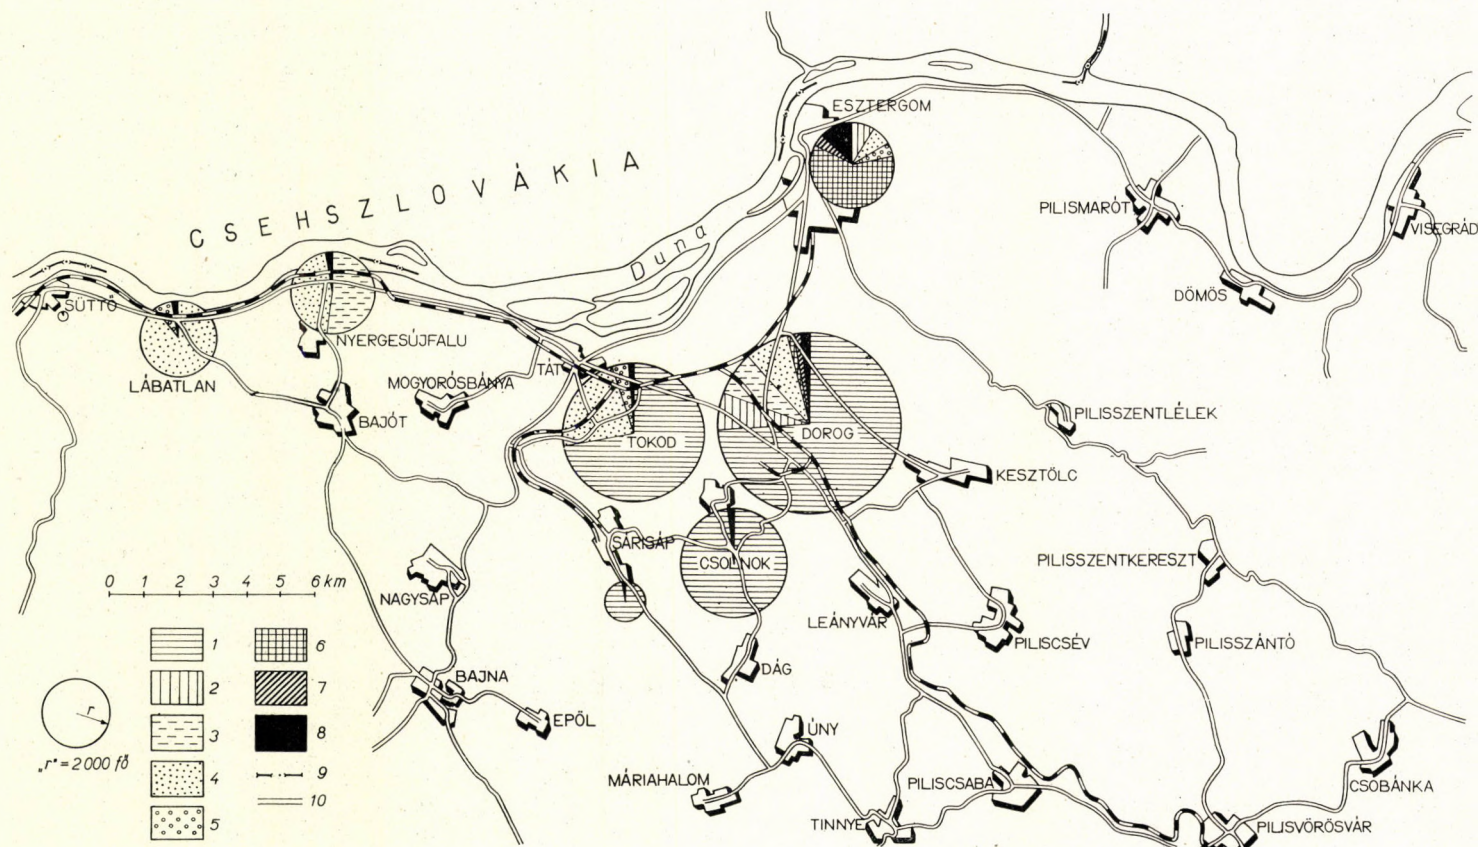 ESZTERGOM
CSEHSZLOVÁKIA
Duna
PILISMARÓT
VISEGRÁD
DÖMÖS
SÜTTŐ
NYERGESÚJFALU
LÁBATLAN
TÁT
MOGYORÓSBÁNYA
BAJÓT
TOKOD
DOROG
PILISSZENTLÉLEK
KESZTÖLC
SÁRISÁP
CSOLNOK
PILISSZENTKERESZT
NAGYSÁP
LEÁNYVÁR
PILISCSÉV
PILISSZÁNTÓ
DÁG
BAJNA
EPÖL
ÚNY
MÁRIAHALOM
PILISCSABA
CSOBÁNKA
TINNYE
PILISVÖRÖSVÁR
0 1 2 3 4 5 6 km
r
„r" = 2000 fő
1
2
3
4
5
6
7
8
9
10